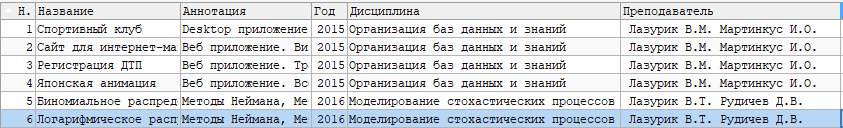 Н. Название Аннотация Год Дисциплина Преподаватель
1 Спортивный клуб Desktop приложение 2015 Организация баз данных и знаний Лазурик В.М. Мартинкус И.О.
2 Сайт для интернет-ма Веб приложение. Ви 2015 Организация баз данных и знаний Лазурик В.М. Мартинкус И.О.
3 Регистрация ДТП Веб приложение. Тр 2015 Организация баз данных и знаний Лазурик В.М. Мартинкус И.О.
4 Японская анимация Веб приложение. Вс 2015 Организация баз данных и знаний Лазурик В.М. Мартинкус И.О.
5 Биномиальное распреде Методы Неймана, Ме 2016 Моделирование стохастических процессов Лазурик В.Т. Рудичев Д.В.
6 Логарифмическое расп Методы Неймана, Ме 2016 Моделирование стохастических процессов Лазурик В.Т. Рудичев Д.В.